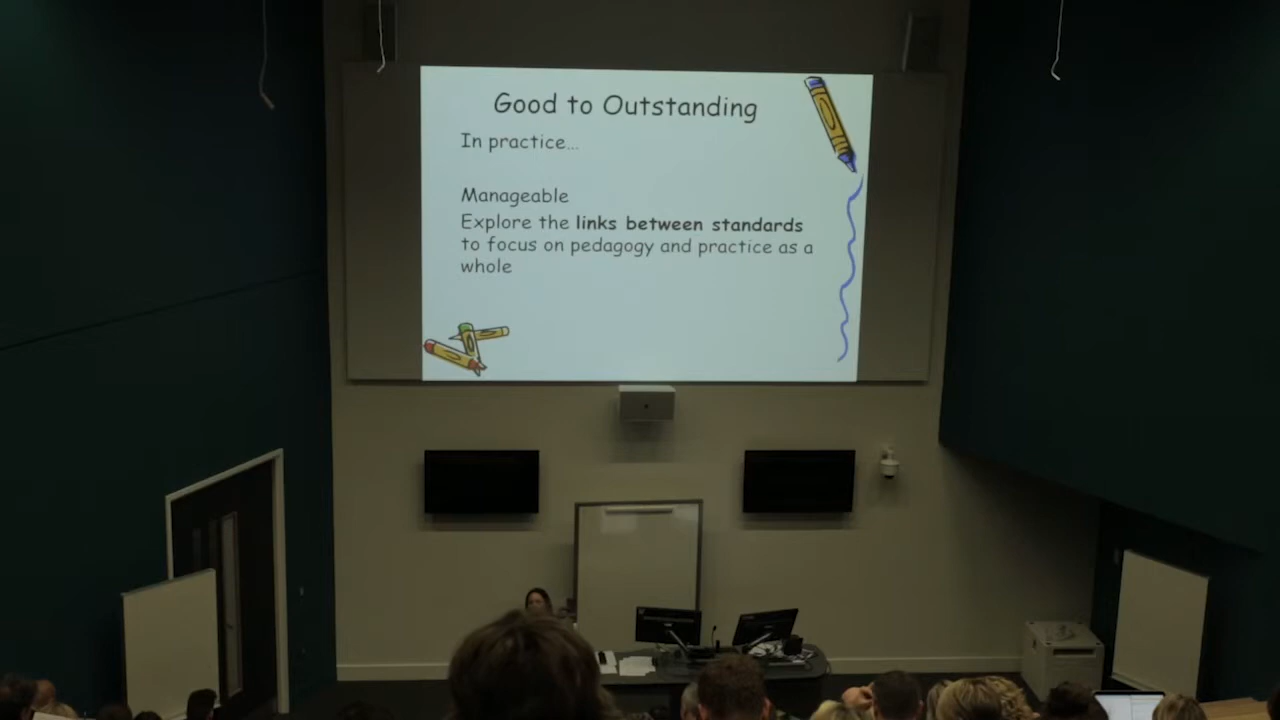 Good to Outstanding
In practice...
Manageable
Explore the links between standards
to focus on pedagogy and practice as a
whole